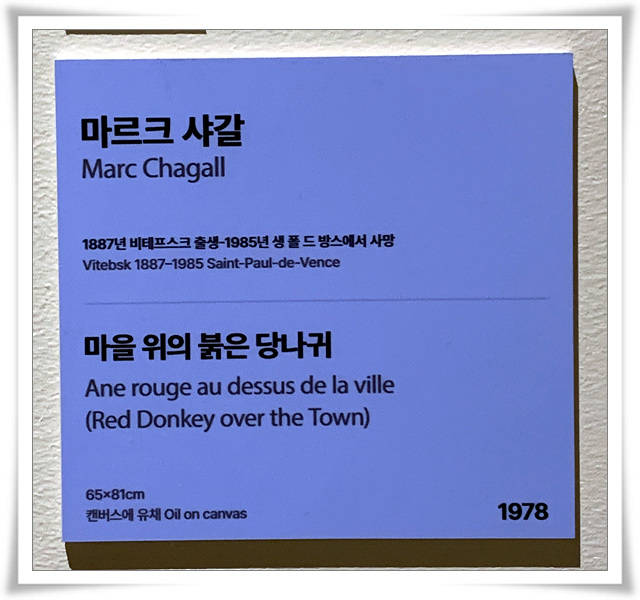 마르크 샤갈
Marc Chagall
1887년 비테프스크 출생-1985년 생 폴 드 방스에서 사망
Vitebsk 1887–1985 Saint-Paul-de-Vence
마을 위의 붉은 당나귀
Ane rouge au dessus de la ville
(Red Donkey over the Town)
65×81cm
캔버스에 유채 Oil on canvas
1978